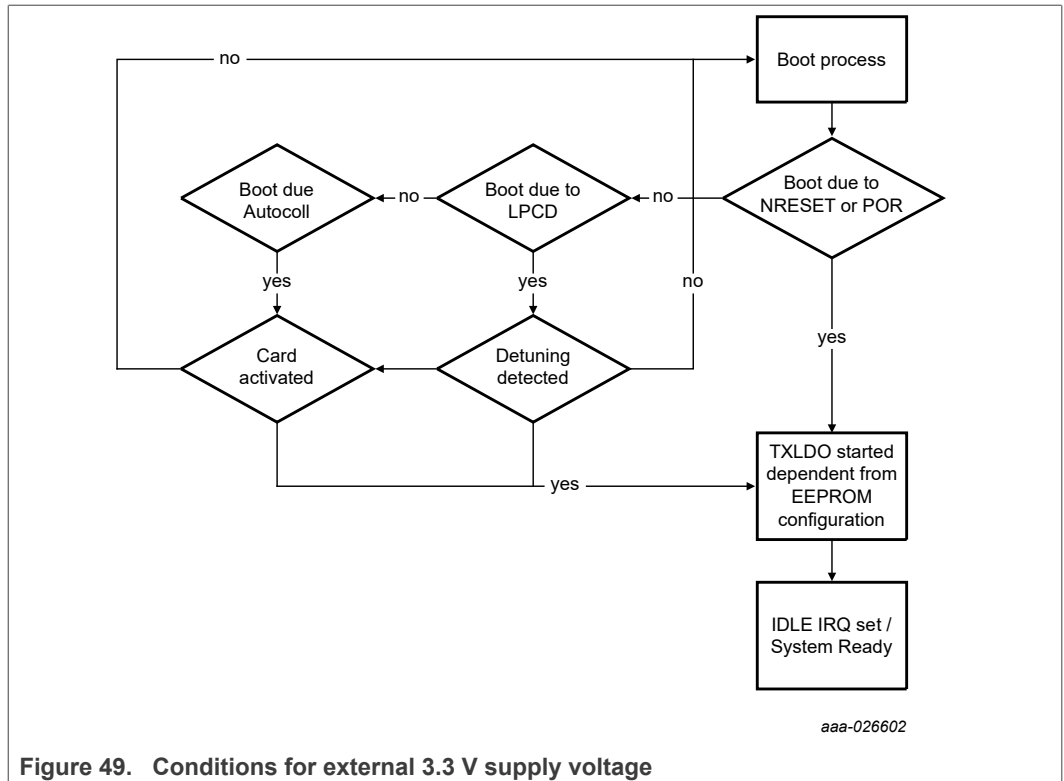 no
Boot process
Boot due
Autocoll
no
Boot due to
LPCD
no
Boot due to
NRESET or POR
yes
yes
no
yes
Card
activated
Detuning
detected
yes
TXLDO started
dependent from
EEPROM
configuration
IDLE IRQ set /
System Ready
aaa-026602
Figure 49. Conditions for external 3.3 V supply voltage